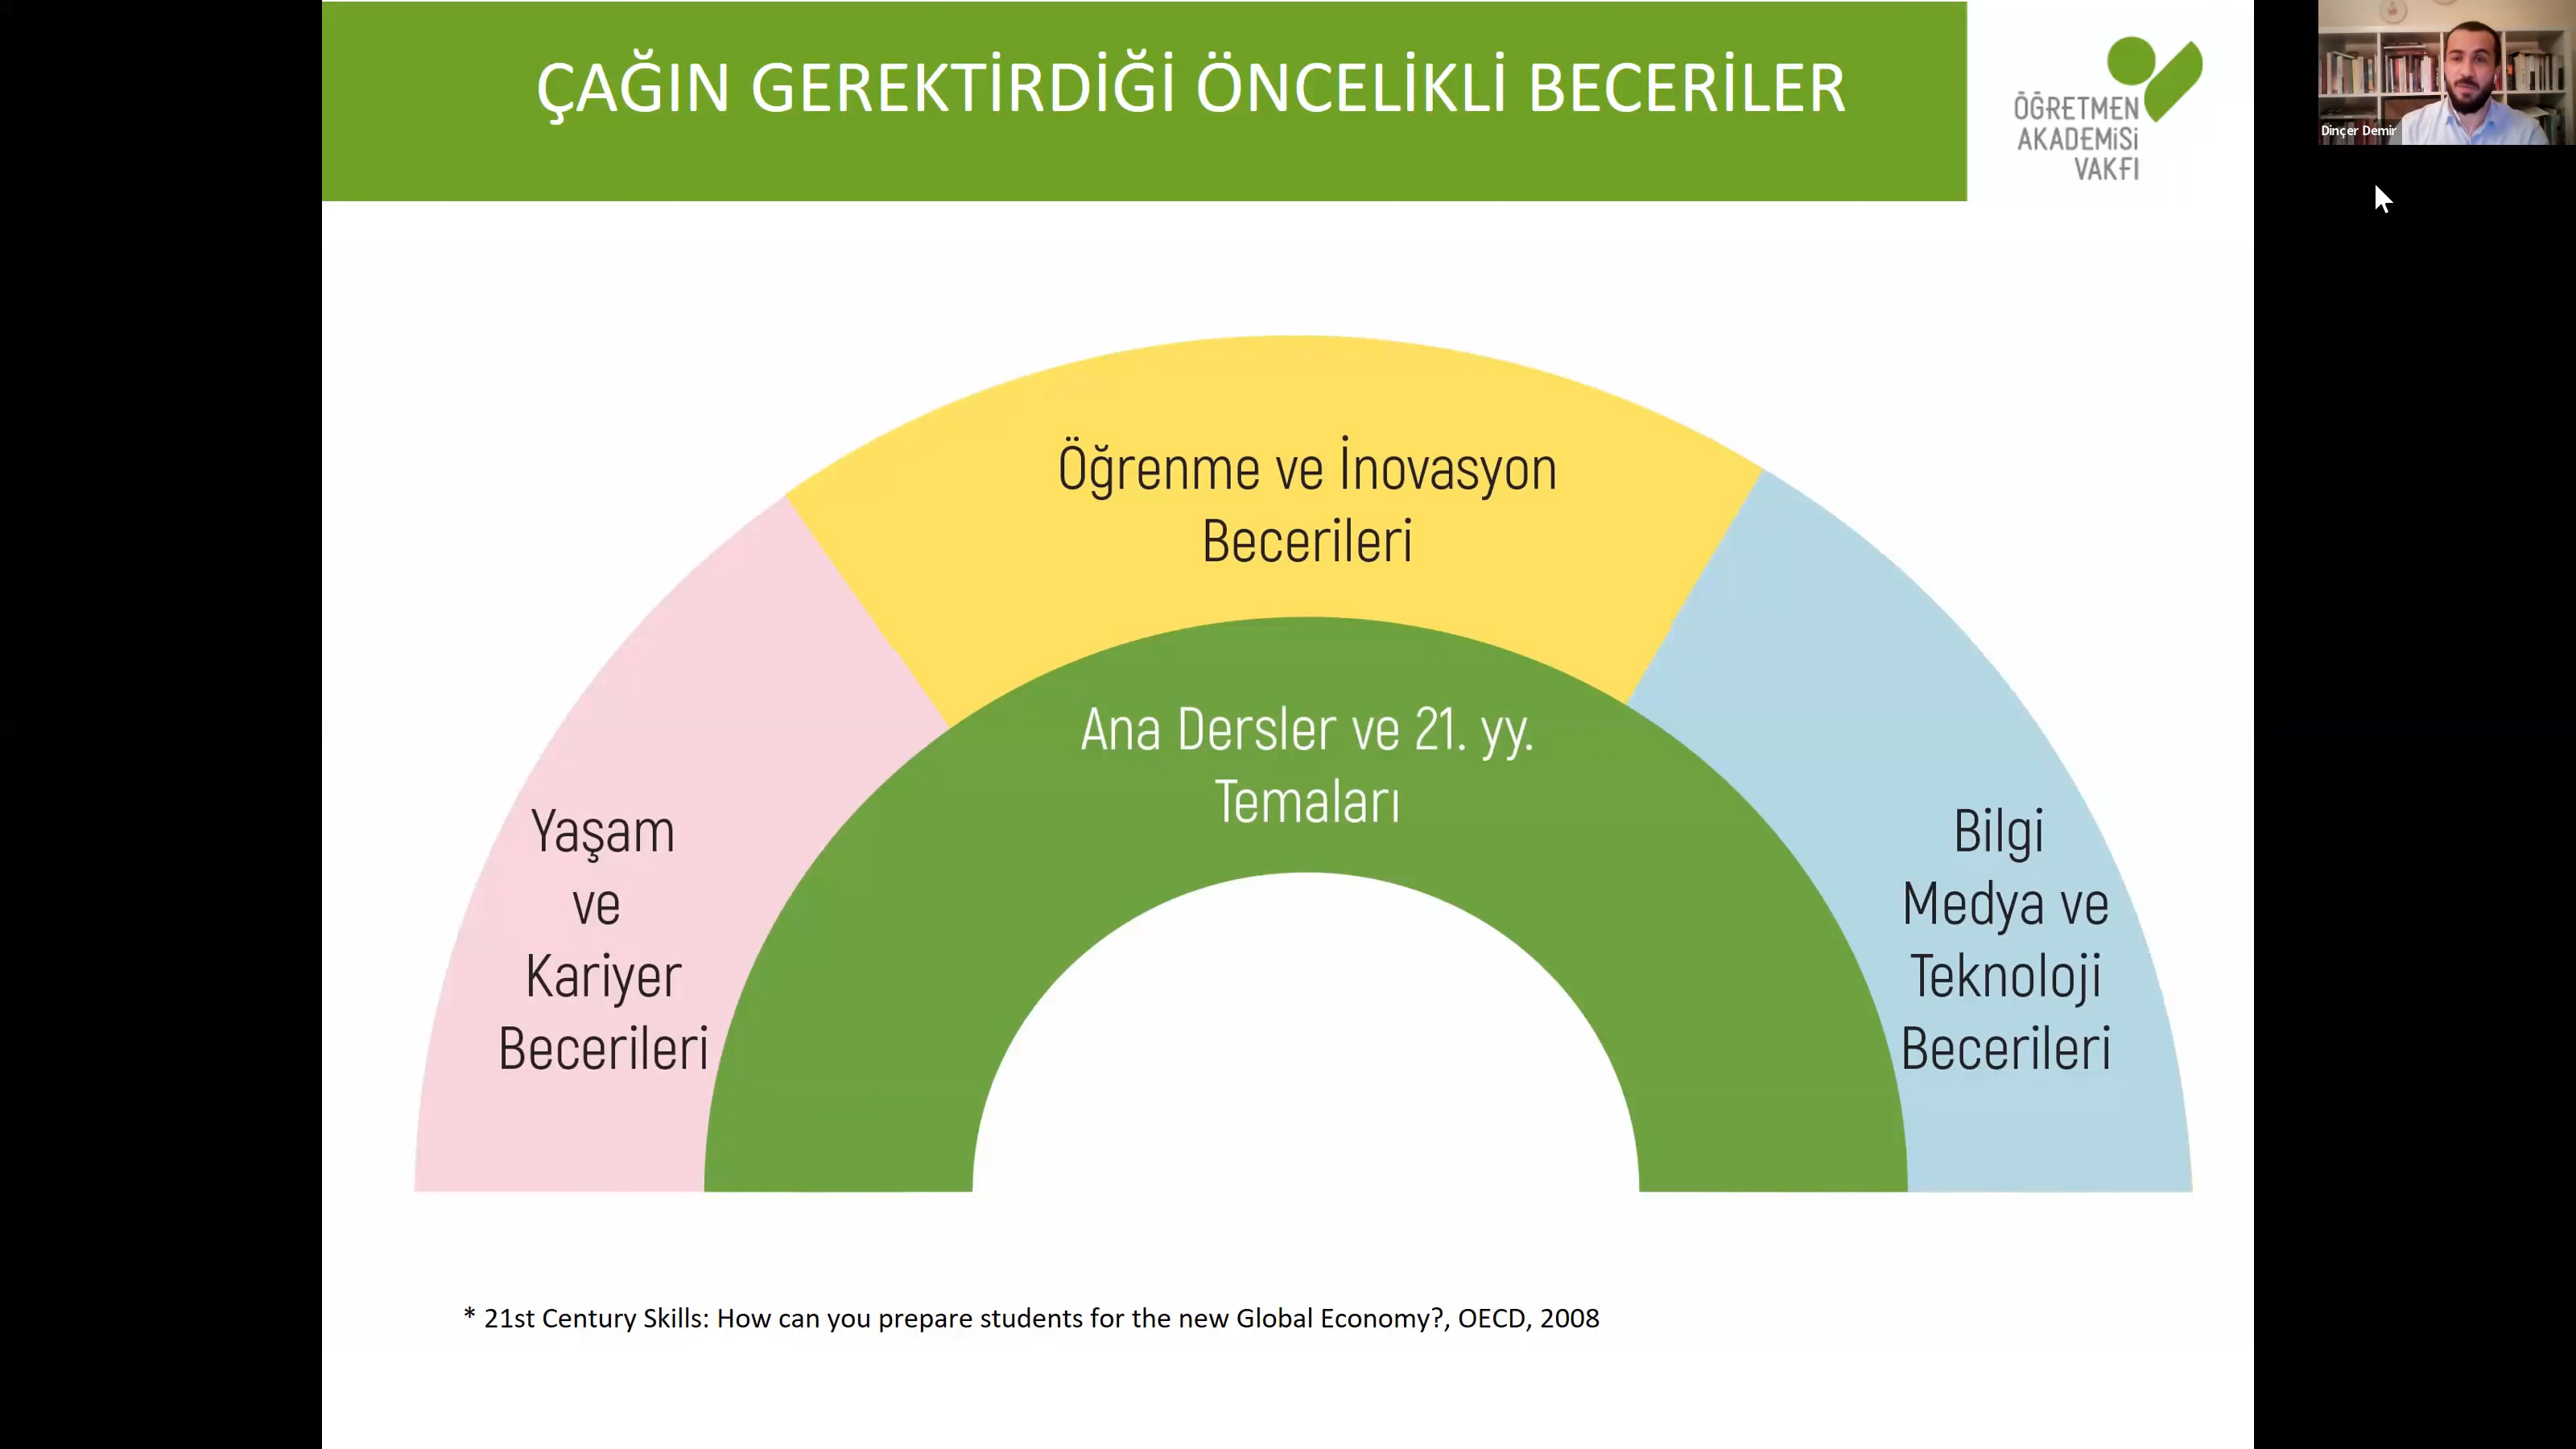 ÇAĞIN GEREKTİRDİĞİ ÖNCELİKLİ BECERİLER
ÖĞRETMEN
AKADEMİSİ
VAKFI
Dinçer Demir
Öğrenme ve İnovasyon
Becerileri
Ana Dersler ve 21. yy.
Temaları
Yaşam
ve
Kariyer
Becerileri
Bilgi
Medya ve
Teknoloji
Becerileri
* 21st Century Skills: How can you prepare students for the new Global Economy?, OECD, 2008